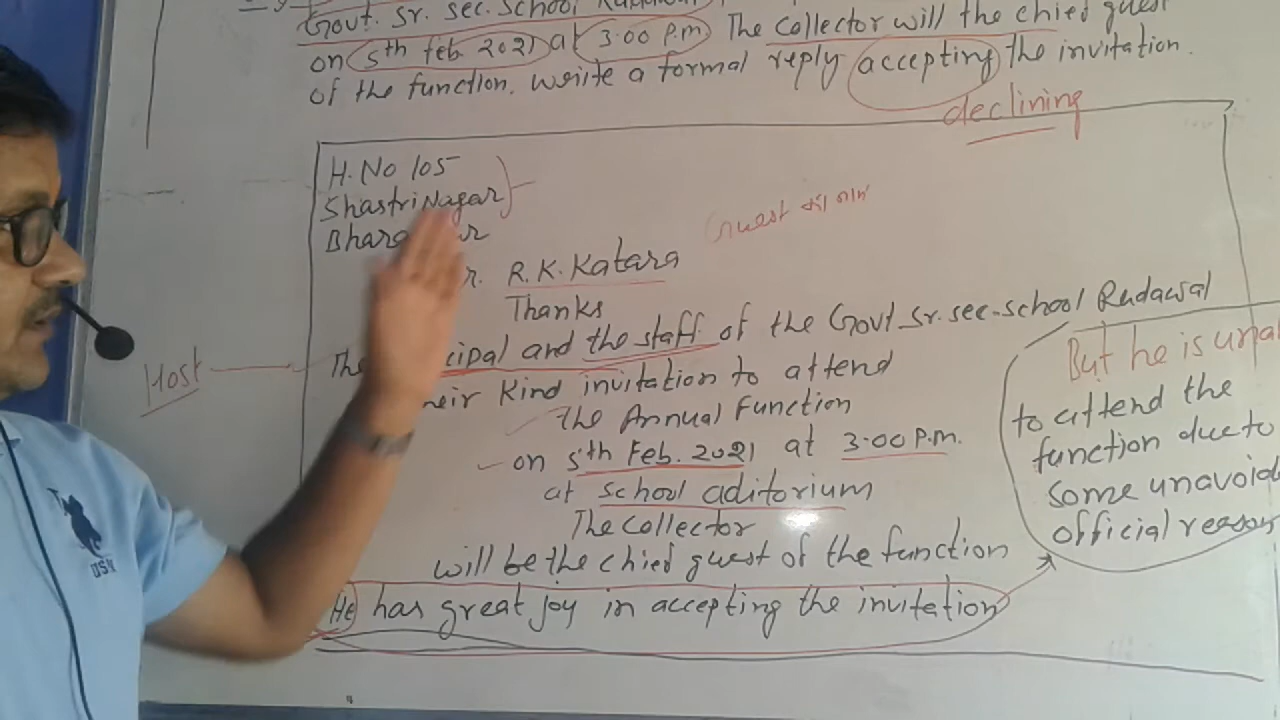 Govt. Sr. sec. School Rudawal
on 5th feb. 2021 at 3:00 P.m The collector will the chied guest
of the function. Write a formal reply accepting the invitation.
declining
H. No 105
Shastri Nagar
R.K. Katara
Guest का नाम
Thanks
The cipal and the staff of the Govt Sr. sec. school Rudawal
Host
their Kind invitation to attend
the Annual Function
on 5th Feb. 2021 at 3:00 P.m.
at school aditorium
The collector
will be the chied guest of the function
He has great joy in accepting the invitation
But he is una
to attend the
function due to
some unavoid
official reason